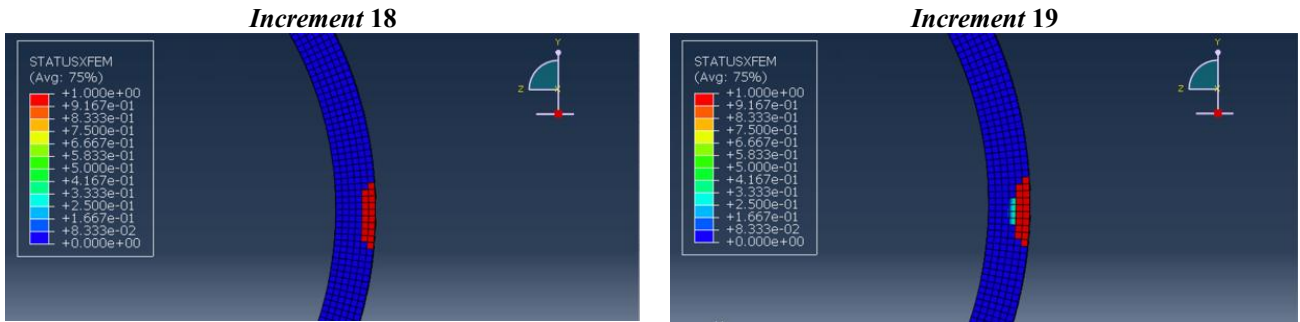 Increment 18
STATUSXFEM
(Avg: 75%)
+1.000e+00
+9.167e-01
+8.333e-01
+7.500e-01
+6.667e-01
+5.833e-01
+5.000e-01
+4.167e-01
+3.333e-01
+2.500e-01
+1.667e-01
+8.333e-02
+0.000e+00
Y
Z
X
Increment 19
STATUSXFEM
(Avg: 75%)
+1.000e+00
+9.167e-01
+8.333e-01
+7.500e-01
+6.667e-01
+5.833e-01
+5.000e-01
+4.167e-01
+3.333e-01
+2.500e-01
+1.667e-01
+8.333e-02
+0.000e+00
Y
Z
X